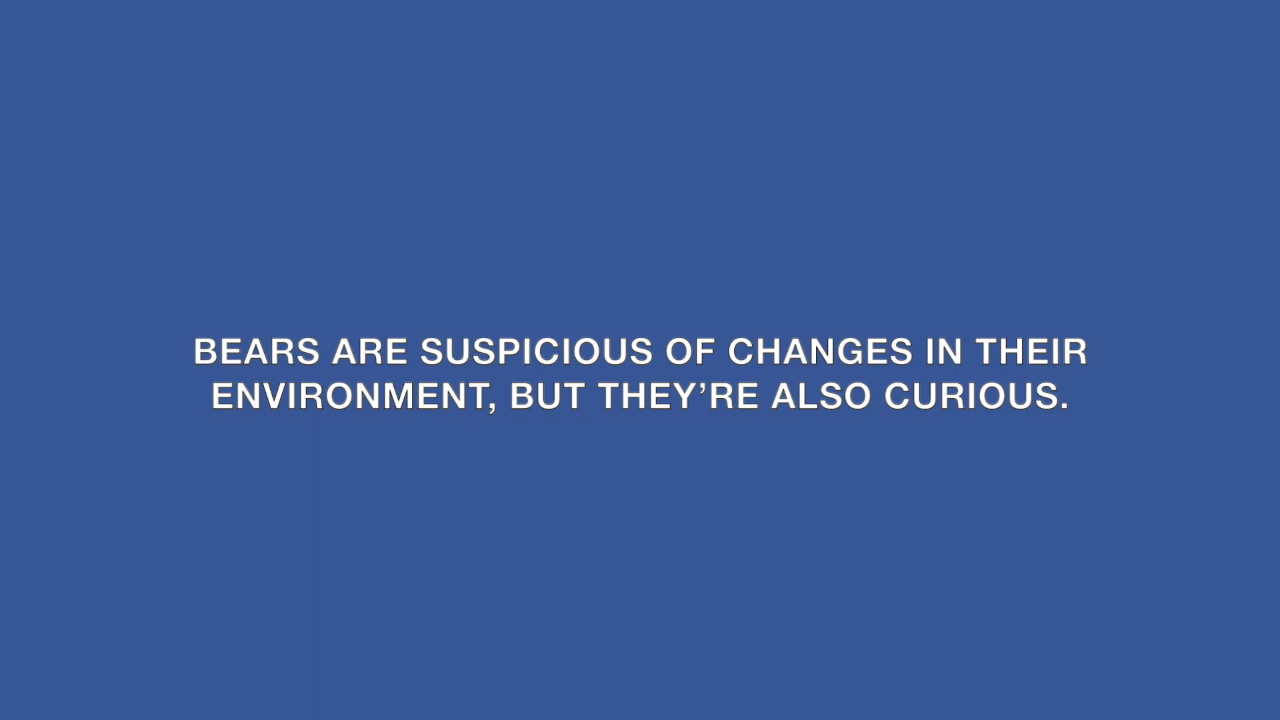 BEARS ARE SUSPICIOUS OF CHANGES IN THEIR
ENVIRONMENT, BUT THEY’RE ALSO CURIOUS.